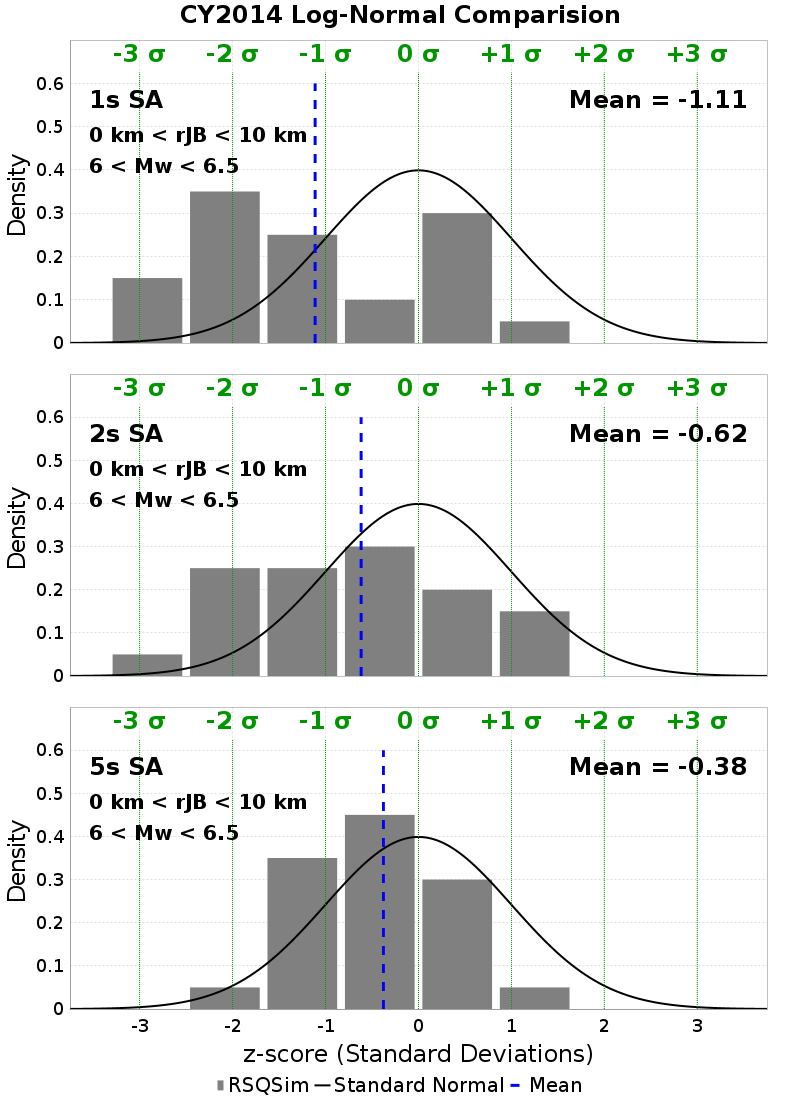 CY2014 Log-Normal Comparision
-3 σ -2 σ -1 σ 0 σ +1 σ +2 σ +3 σ
1s SA
Mean = -1.11
0 km < rJB < 10 km
6 < Mw < 6.5
Density
0.6
0.5
0.4
0.3
0.2
0.1
0
-3 σ -2 σ -1 σ 0 σ +1 σ +2 σ +3 σ
2s SA
Mean = -0.62
0 km < rJB < 10 km
6 < Mw < 6.5
Density
0.6
0.5
0.4
0.3
0.2
0.1
0
-3 σ -2 σ -1 σ 0 σ +1 σ +2 σ +3 σ
5s SA
Mean = -0.38
0 km < rJB < 10 km
6 < Mw < 6.5
Density
0.6
0.5
0.4
0.3
0.2
0.1
0
-3 -2 -1 0 1 2 3
z-score (Standard Deviations)
RSQSim Standard Normal Mean